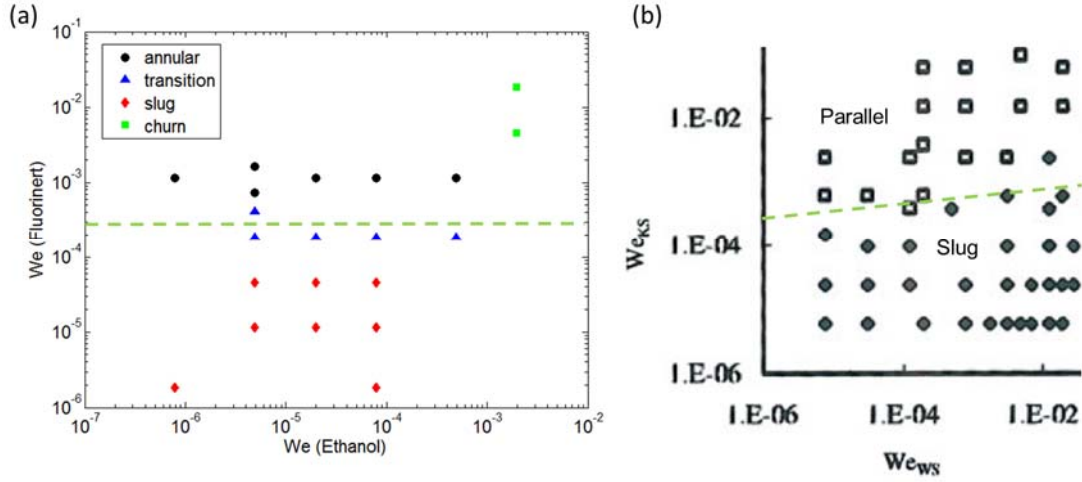 (a)
10^-1
10^-2
10^-3
10^-4
10^-5
10^-6
We (Fluorinert)
annular
transition
slug
churn
10^-7
10^-6
10^-5
10^-4
10^-3
10^-2
We (Ethanol)
(b)
1.E-02
1.E-04
1.E-06
We_KS
Parallel
Slug
1.E-06
1.E-04
1.E-02
We_WS